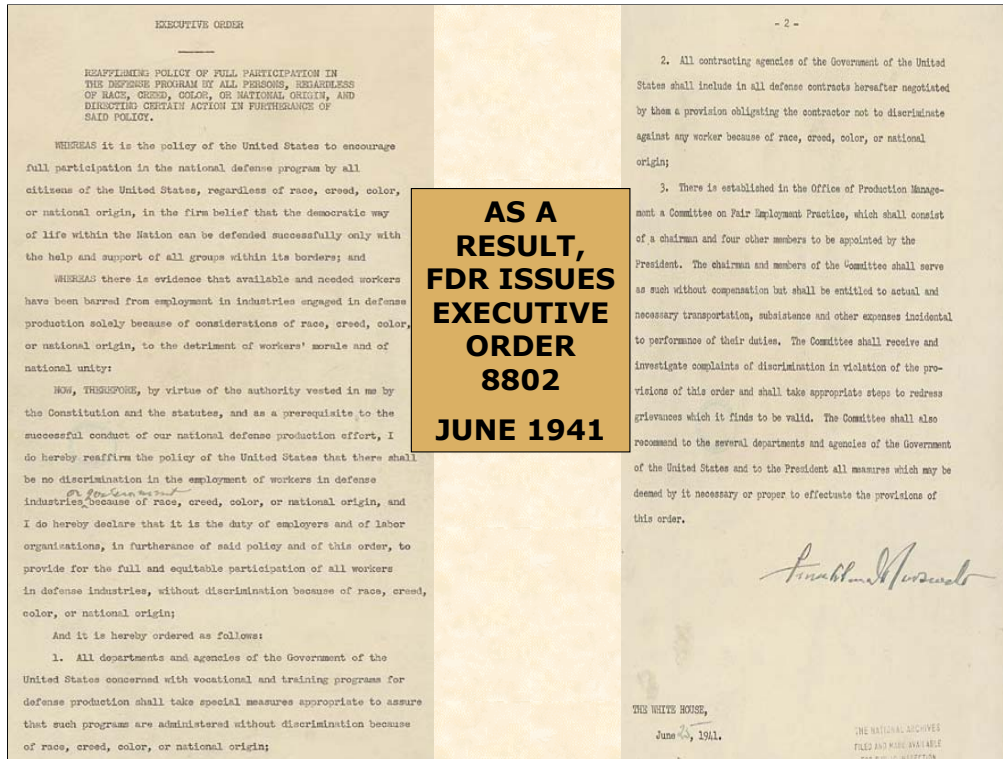 EXECUTIVE ORDER
REAFFIRMING POLICY OF FULL PARTICIPATION IN
THE DEFENSE PROGRAM BY ALL PERSONS, REGARDLESS
OF RACE, CREED, COLOR, OR NATIONAL ORIGIN, AND
DIRECTING CERTAIN ACTION IN FURTHERANCE OF
SAID POLICY.
WHEREAS it is the policy of the United States to encourage
full participation in the national defense program by all
citizens of the United States, regardless of race, creed, color,
or national origin, in the firm belief that the democratic way
of life within the Nation can be defended successfully only with
the help and support of all groups within its borders; and
WHEREAS there is evidence that available and needed workers
have been barred from employment in industries engaged in defense
production solely because of considerations of race, creed, color,
or national origin, to the detriment of workers' morale and of
national unity:
NOW, THEREFORE, by virtue of the authority vested in me by
the Constitution and the statutes, and as a prerequisite to the
successful conduct of our national defense production effort, I
do hereby reaffirm the policy of the United States that there shall
be no discrimination in the employment of workers in defense
or government
industries because of race, creed, color, or national origin, and
I do hereby declare that it is the duty of employers and of labor
organizations, in furtherance of said policy and of this order, to
provide for the full and equitable participation of all workers
in defense industries, without discrimination because of race, creed,
color, or national origin;
And it is hereby ordered as follows:
1. All departments and agencies of the Government of the
United States concerned with vocational and training programs for
defense production shall take special measures appropriate to assure
that such programs are administered without discrimination because
of race, creed, color, or national origin;
AS A
RESULT,
FDR ISSUES
EXECUTIVE
ORDER
8802
JUNE 1941
- 2 -
2. All contracting agencies of the Government of the United
States shall include in all defense contracts hereafter negotiated
by them a provision obligating the contractor not to discriminate
against any worker because of race, creed, color, or national
origin;
3. There is established in the Office of Production Manage-
ment a Committee on Fair Employment Practice, which shall consist
of a chairman and four other members to be appointed by the
President. The chairman and members of the Committee shall serve
as such without compensation but shall be entitled to actual and
necessary transportation, subsistence and other expenses incidental
to performance of their duties. The Committee shall receive and
investigate complaints of discrimination in violation of the pro-
visions of this order and shall take appropriate steps to redress
grievances which it finds to be valid. The Committee shall also
recommend to the several departments and agencies of the Government
of the United States and to the President all measures which may be
deemed by it necessary or proper to effectuate the provisions of
this order.
Franklin D Roosevelt
THE WHITE HOUSE,
June 25, 1941.
THE NATIONAL ARCHIVES
FILED AND MADE AVAILABLE